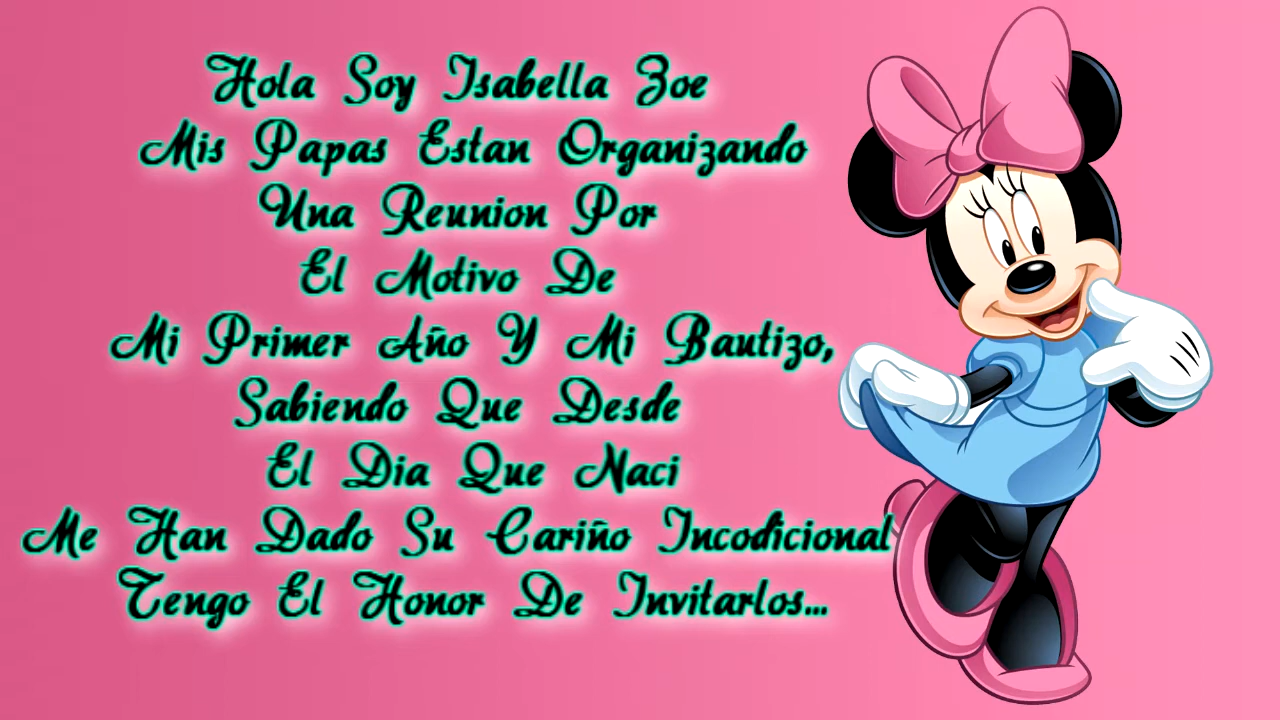 Hola Soy Isabella Zoe
Mis Papas Estan Organizando
Una Reunion Por
El Motivo De
Mi Primer Año Y Mi Bautizo,
Sabiendo Que Desde
El Dia Que Naci
Me Han Dado Su Cariño Incodicional
Tengo El Honor De Invitarlos...